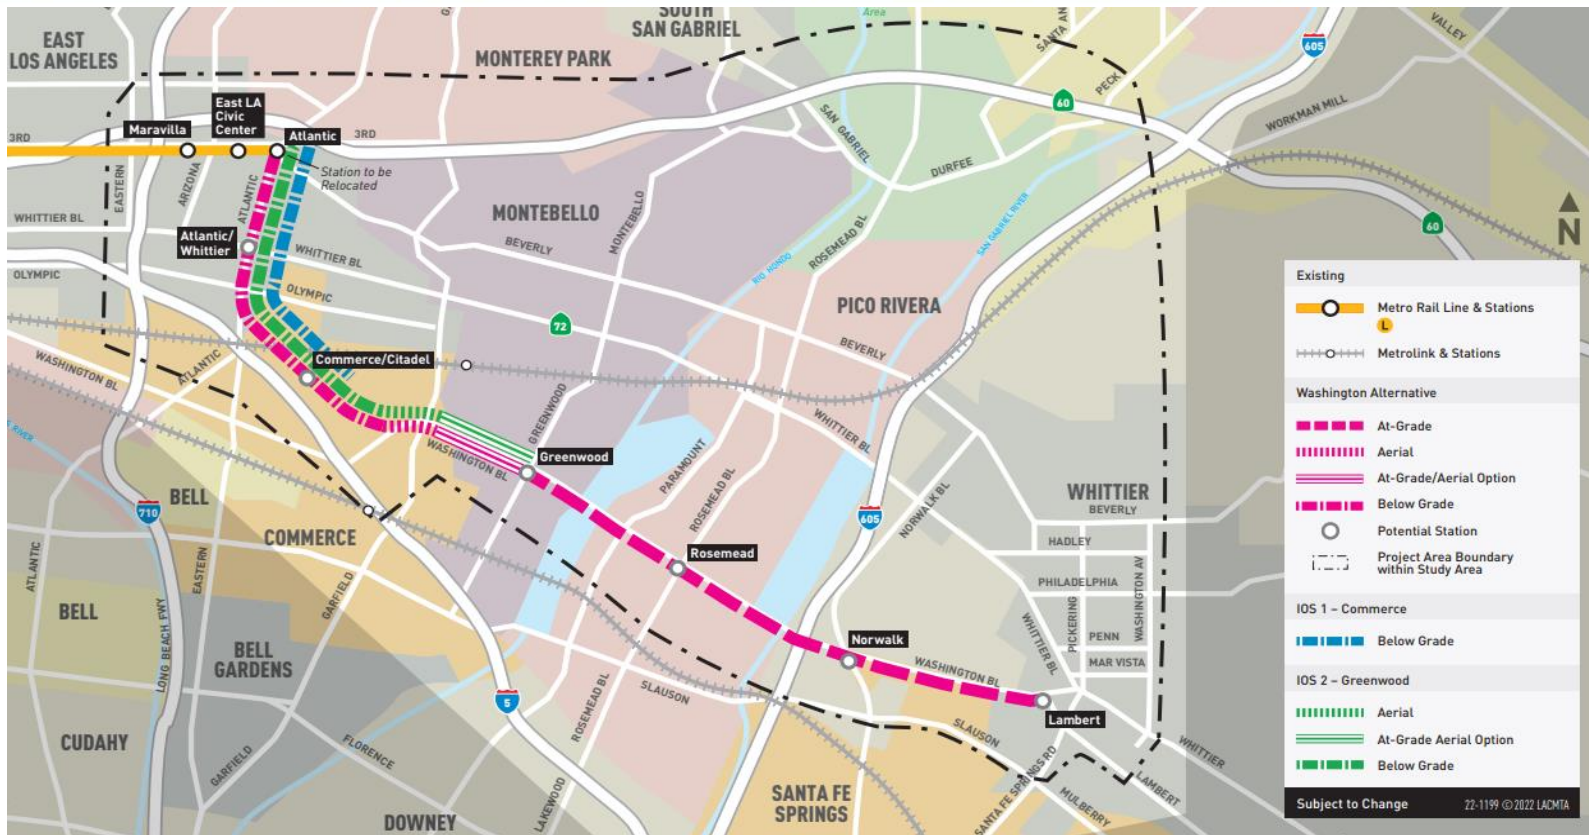 EAST
LOS ANGELES
SOUTH
SAN GABRIEL
Area
MONTEREY PARK
SANTA AN
VALLEY
605
PECK
60
WORKMAN MILL
3RD
Maravilla
East LA
Civic
Center
Atlantic
3RD
Station to be
Relocated
EASTERN
ARIZONA
ATLANTIC
SAN GABRIEL
DURFEE
WHITTIER BL
Atlantic/
Whittier
MONTEBELLO
MONTEBELLO
BEVERLY
WHITTIER BL
ROSEMEAD BL
RIO HONDO
SAN GABRIEL RIVER
60
N
OLYMPIC
OLYMPIC
72
PICO RIVERA
BEVERLY
WASHINGTON BL
ATLANTIC
Commerce/Citadel
GREENWOOD
WHITTIER BL
WASHINGTON BL
Greenwood
PARAMOUNT
ROSEMEAD BL
NORWALK BL
RIVER
BELL
710
COMMERCE
605
WHITTIER
BEVERLY
HADLEY
PHILADELPHIA
PICKERING
WASHINGTON AV
PENN
MAR VISTA
WHITTIER BL
Rosemead
ATLANTIC
EASTERN
GARFIELD
BELL
LONG BEACH FWY
BELL
GARDENS
Norwalk
WASHINGTON BL
Lambert
5
SLAUSON
ROSEMEAD BL
SLAUSON
WHITTIER
CUDAHY
GARFIELD
FLORENCE
LAKEWOOD
DOWNEY
SANTA FE
SPRINGS
SANTA FE SPRINGS RD
MULBERRY
LAMBERT
Existing
Metro Rail Line & Stations
L
Metrolink & Stations
Washington Alternative
At-Grade
Aerial
At-Grade/Aerial Option
Below Grade
Potential Station
Project Area Boundary
within Study Area
IOS 1 – Commerce
Below Grade
IOS 2 – Greenwood
Aerial
At-Grade Aerial Option
Below Grade
Subject to Change
22-1199 ©2022 LACMTA